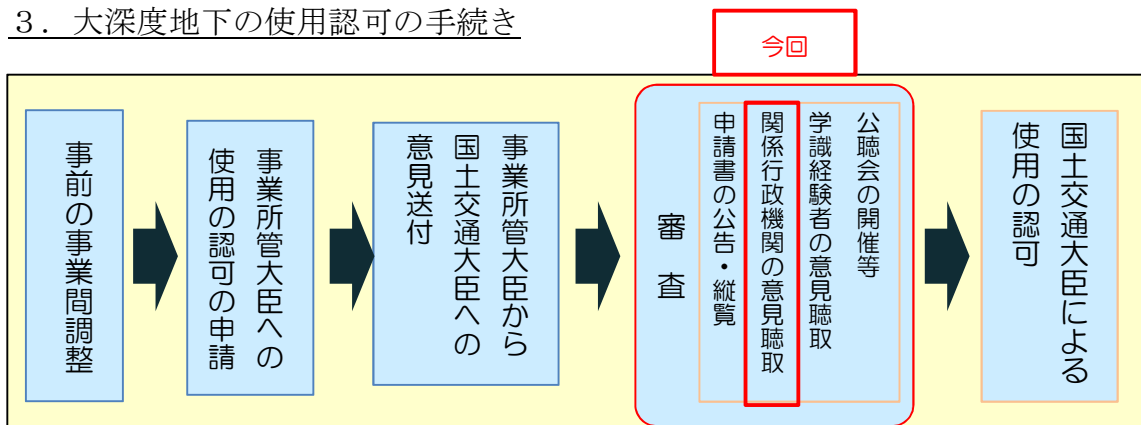 ３．大深度地下の使用認可の手続き
今回
事前の事業間調整
事業所管大臣への
使用の認可の申請
事業所管大臣から
国土交通大臣への
意見送付
審査
申請書の公告・縦覧
関係行政機関の意見聴取
学識経験者の意見聴取
公聴会の開催等
国土交通大臣による
使用の認可